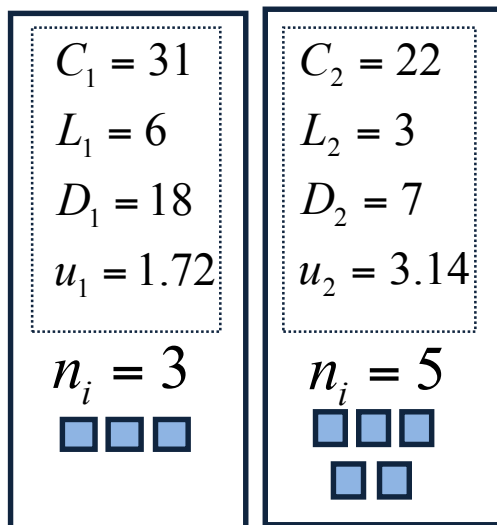 C₁ = 31
L₁ = 6
D₁ = 18
u₁ = 1.72
nᵢ = 3
C₂ = 22
L₂ = 3
D₂ = 7
u₂ = 3.14
nᵢ = 5